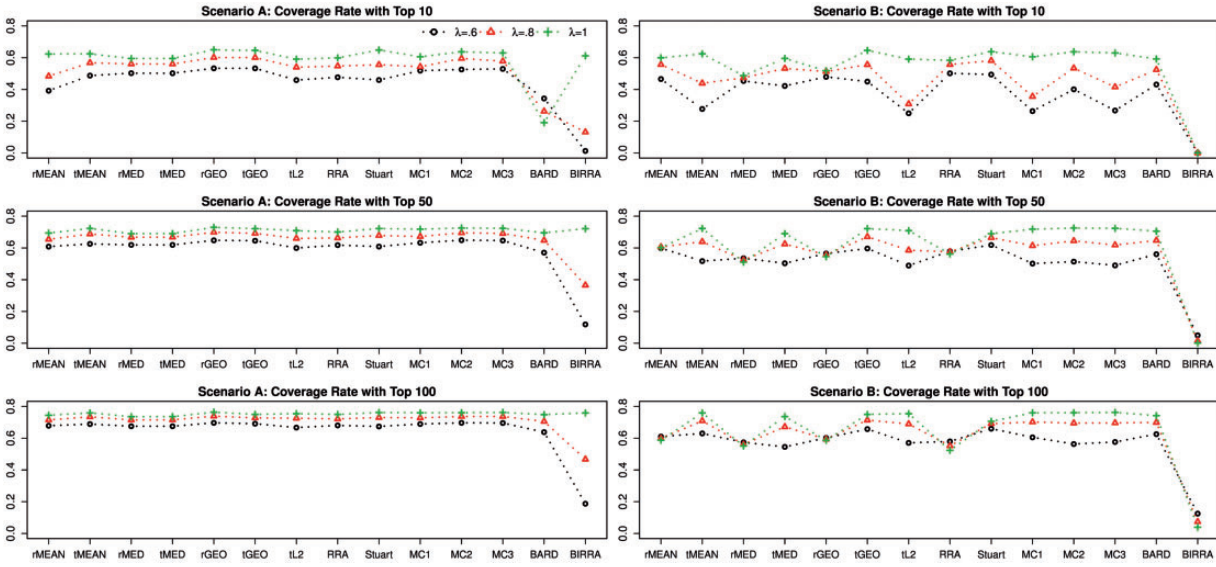 Scenario A: Coverage Rate with Top 10
0.8
0.6
0.4
0.2
0.0
λ=.6 λ=.8 λ=1
rMEAN tMEAN rMED tMED rGEO tGEO tL2 RRA Stuart MC1 MC2 MC3 BARD BIRRA
Scenario B: Coverage Rate with Top 10
0.8
0.6
0.4
0.2
0.0
rMEAN tMEAN rMED tMED rGEO tGEO tL2 RRA Stuart MC1 MC2 MC3 BARD BIRRA
Scenario A: Coverage Rate with Top 50
0.8
0.6
0.4
0.2
0.0
rMEAN tMEAN rMED tMED rGEO tGEO tL2 RRA Stuart MC1 MC2 MC3 BARD BIRRA
Scenario B: Coverage Rate with Top 50
0.8
0.6
0.4
0.2
0.0
rMEAN tMEAN rMED tMED rGEO tGEO tL2 RRA Stuart MC1 MC2 MC3 BARD BIRRA
Scenario A: Coverage Rate with Top 100
0.8
0.6
0.4
0.2
0.0
rMEAN tMEAN rMED tMED rGEO tGEO tL2 RRA Stuart MC1 MC2 MC3 BARD BIRRA
Scenario B: Coverage Rate with Top 100
0.8
0.6
0.4
0.2
0.0
rMEAN tMEAN rMED tMED rGEO tGEO tL2 RRA Stuart MC1 MC2 MC3 BARD BIRRA